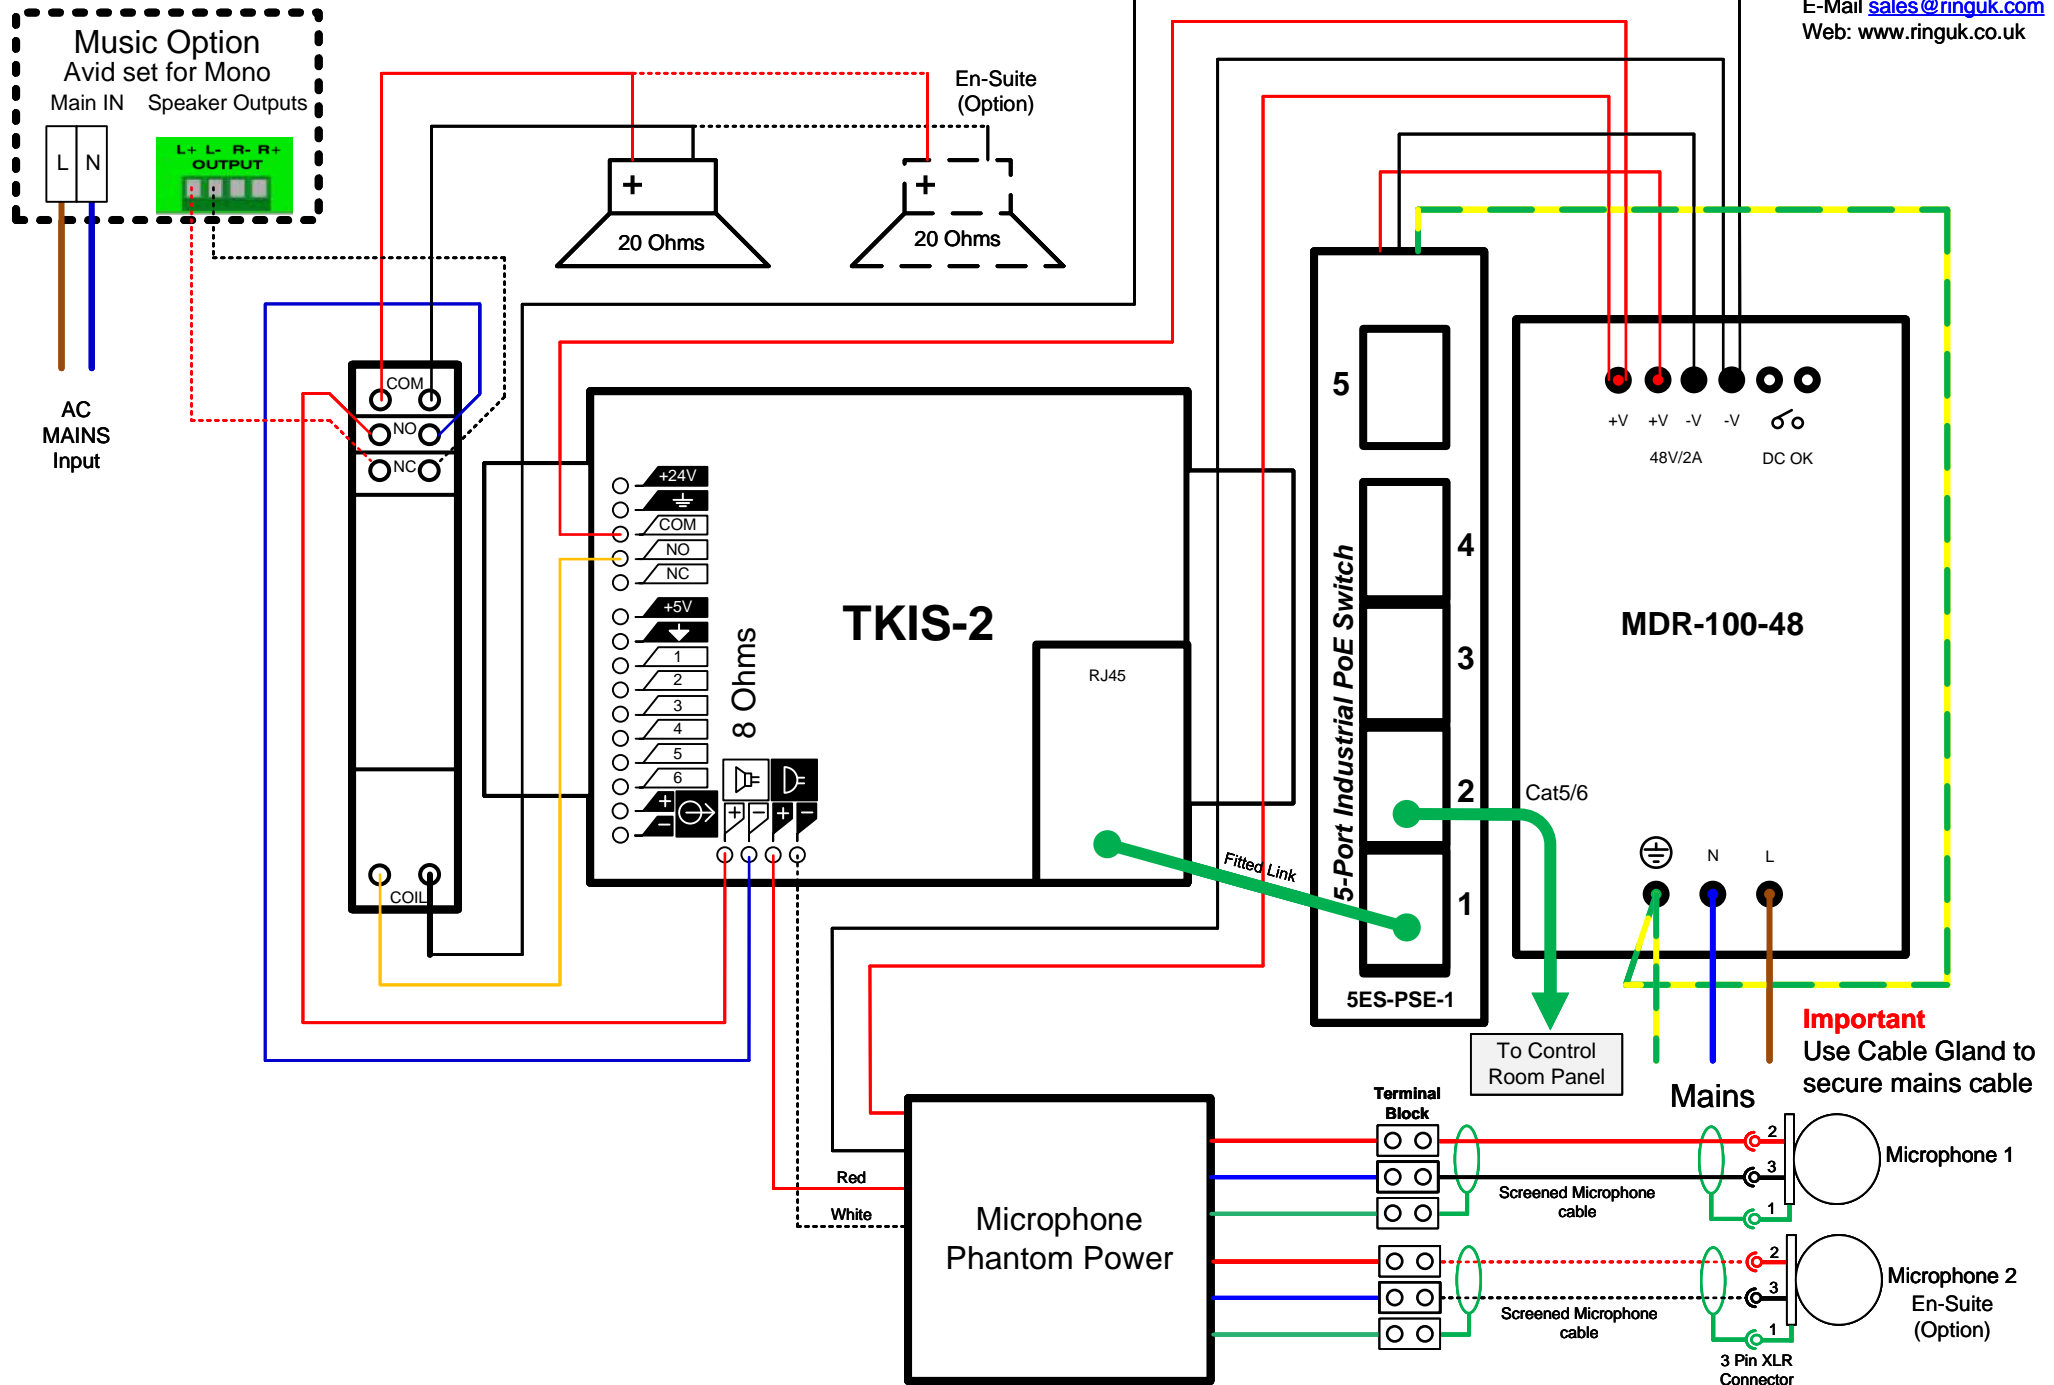 E-Mail sales@ringuk.com
Web: www.ringuk.co.uk
Music Option
Avid set for Mono
Main IN Speaker Outputs
L N
L+ L- R- R+
OUTPUT
AC
MAINS
Input
En-Suite
(Option)
+
20 Ohms
+
20 Ohms
COM
NO
NC
COIL
+24V
COM
NO
NC
+5V
1
2
3
4
5
6
+
−
8 Ohms
+ − + −
TKIS-2
RJ45
Fitted Link
5
4
3
2
1
5-Port Industrial PoE Switch
5ES-PSE-1
Cat5/6
To Control
Room Panel
+V +V -V -V
48V/2A DC OK
MDR-100-48
N L
Mains
Important
Use Cable Gland to
secure mains cable
Red
White
Microphone
Phantom Power
Terminal
Block
Screened Microphone
cable
2
3
1
Microphone 1
Screened Microphone
cable
2
3
1
Microphone 2
En-Suite
(Option)
3 Pin XLR
Connector